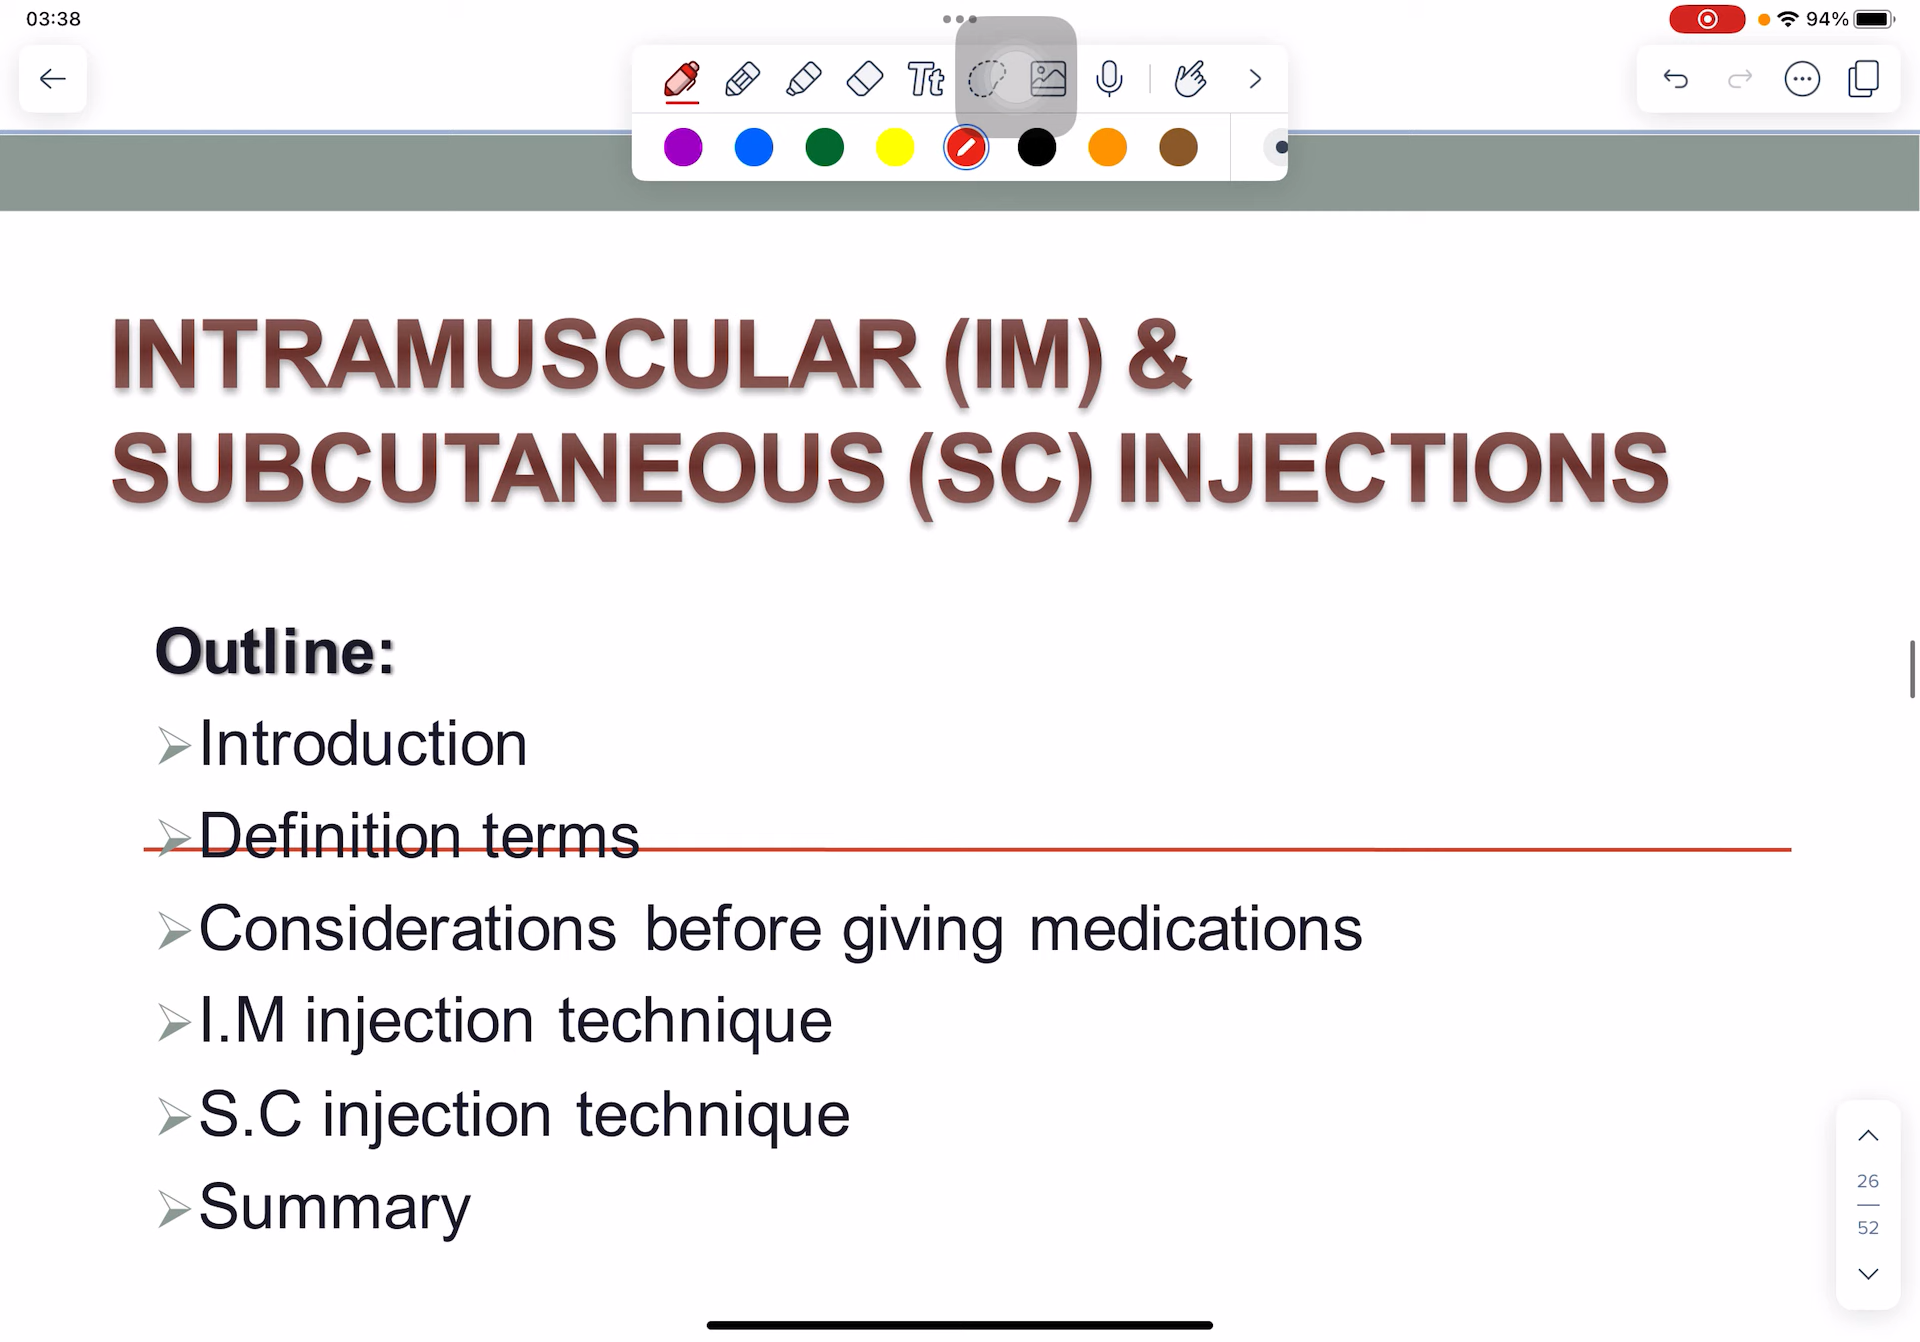 03:38
94%
Tt
INTRAMUSCULAR (IM) &
SUBCUTANEOUS (SC) INJECTIONS
Outline:
Introduction
Definition terms
Considerations before giving medications
I.M injection technique
S.C injection technique
Summary
26
52